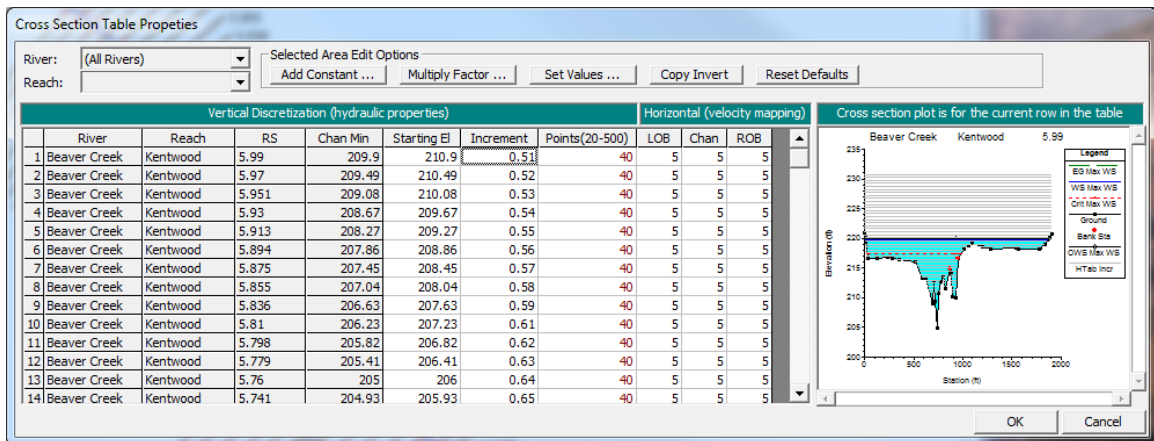 Cross Section Table Propeties
River: (All Rivers)
Reach:
Selected Area Edit Options
Add Constant ... Multiply Factor ... Set Values ... Copy Invert Reset Defaults
Vertical Discretization (hydraulic properties) Horizontal (velocity mapping) Cross section plot is for the current row in the table
River Reach RS Chan Min Starting El Increment Points(20-500) LOB Chan ROB
1 Beaver Creek Kentwood 5.99 209.9 210.9 0.51 40 5 5 5
2 Beaver Creek Kentwood 5.97 209.49 210.49 0.52 40 5 5 5
3 Beaver Creek Kentwood 5.951 209.08 210.08 0.53 40 5 5 5
4 Beaver Creek Kentwood 5.93 208.67 209.67 0.54 40 5 5 5
5 Beaver Creek Kentwood 5.913 208.27 209.27 0.55 40 5 5 5
6 Beaver Creek Kentwood 5.894 207.86 208.86 0.56 40 5 5 5
7 Beaver Creek Kentwood 5.875 207.45 208.45 0.57 40 5 5 5
8 Beaver Creek Kentwood 5.855 207.04 208.04 0.58 40 5 5 5
9 Beaver Creek Kentwood 5.836 206.63 207.63 0.59 40 5 5 5
10 Beaver Creek Kentwood 5.81 206.23 207.23 0.61 40 5 5 5
11 Beaver Creek Kentwood 5.798 205.82 206.82 0.62 40 5 5 5
12 Beaver Creek Kentwood 5.779 205.41 206.41 0.63 40 5 5 5
13 Beaver Creek Kentwood 5.76 205 206 0.64 40 5 5 5
14 Beaver Creek Kentwood 5.741 204.93 205.93 0.65 40 5 5 5
Beaver Creek Kentwood 5.99
Legend
EG Max WS
WS Max WS
Crit Max WS
Ground
Bank Sta
OWS Max WS
HTab Incr
Elevation (ft)
235
230
225
220
215
210
205
200
0 500 1000 1500 2000
Station (ft)
OK Cancel